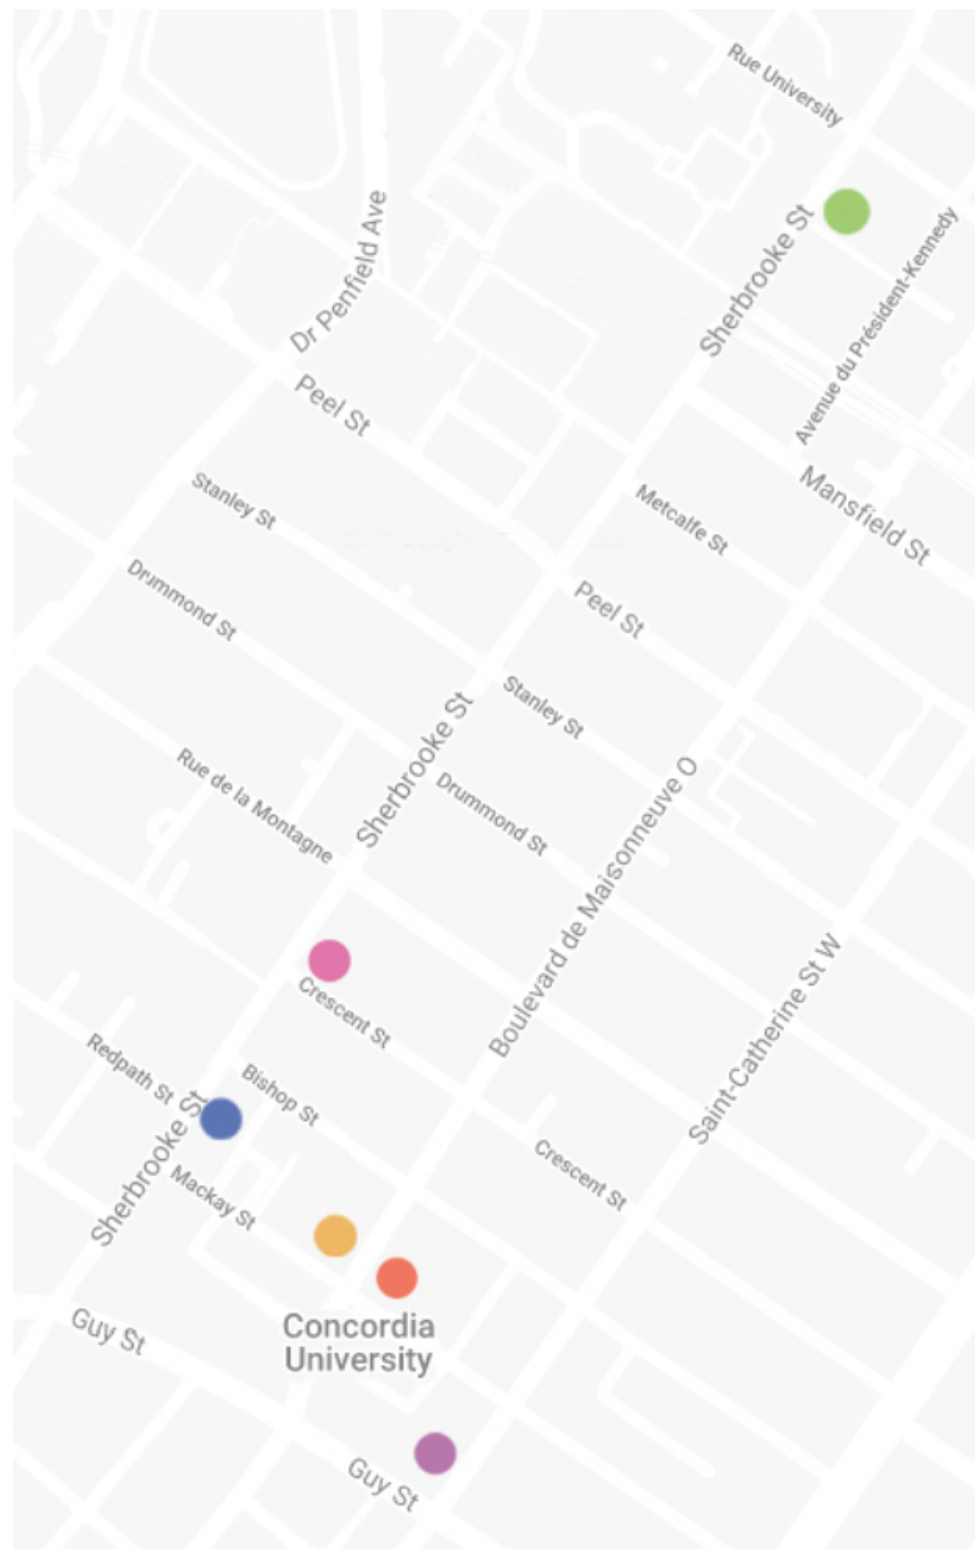 Rue University
Dr Penfield Ave
Sherbrooke St
Avenue du Président-Kennedy
Peel St
Stanley St
Metcalfe St
Mansfield St
Drummond St
Peel St
Stanley St
Sherbrooke St
Rue de la Montagne
Drummond St
Boulevard de Maisonneuve O
Crescent St
Saint-Catherine St W
Redpath St
Bishop St
Sherbrooke St
Mackay St
Crescent St
Guy St
Concordia
University
Guy St